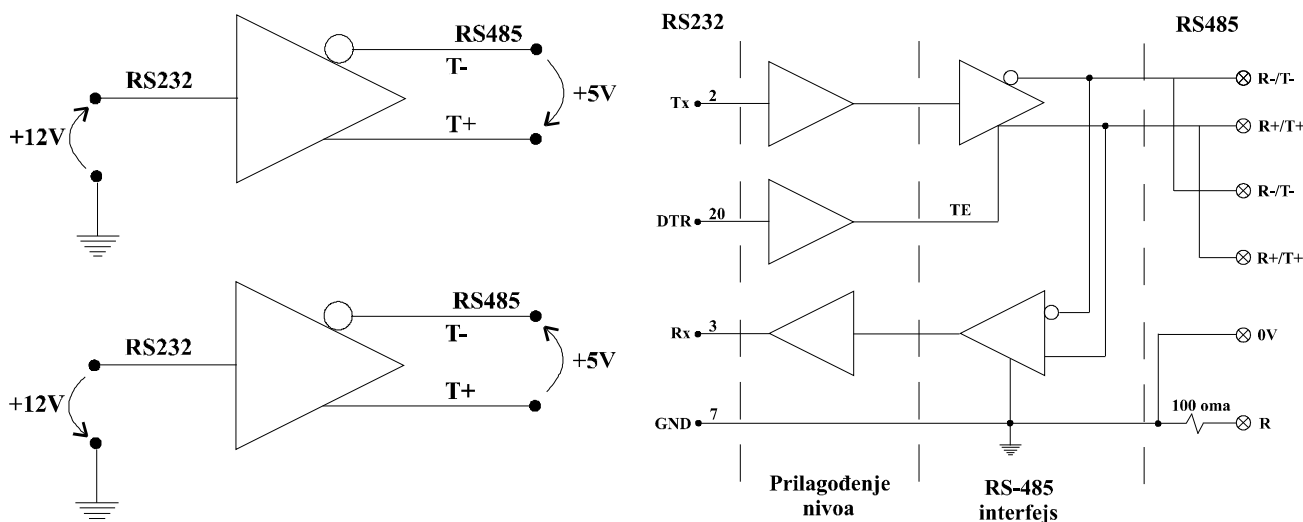 RS485
T-
RS232
+5V
+12V
T+
RS485
T-
RS232
+5V
+12V
T+
RS232
RS485
Tx 2
R-/T-
R+/T+
R-/T-
DTR 20
TE
R+/T+
Rx 3
0V
GND 7
100 oma
R
Prilagođenje
nivoa
RS-485
interfejs